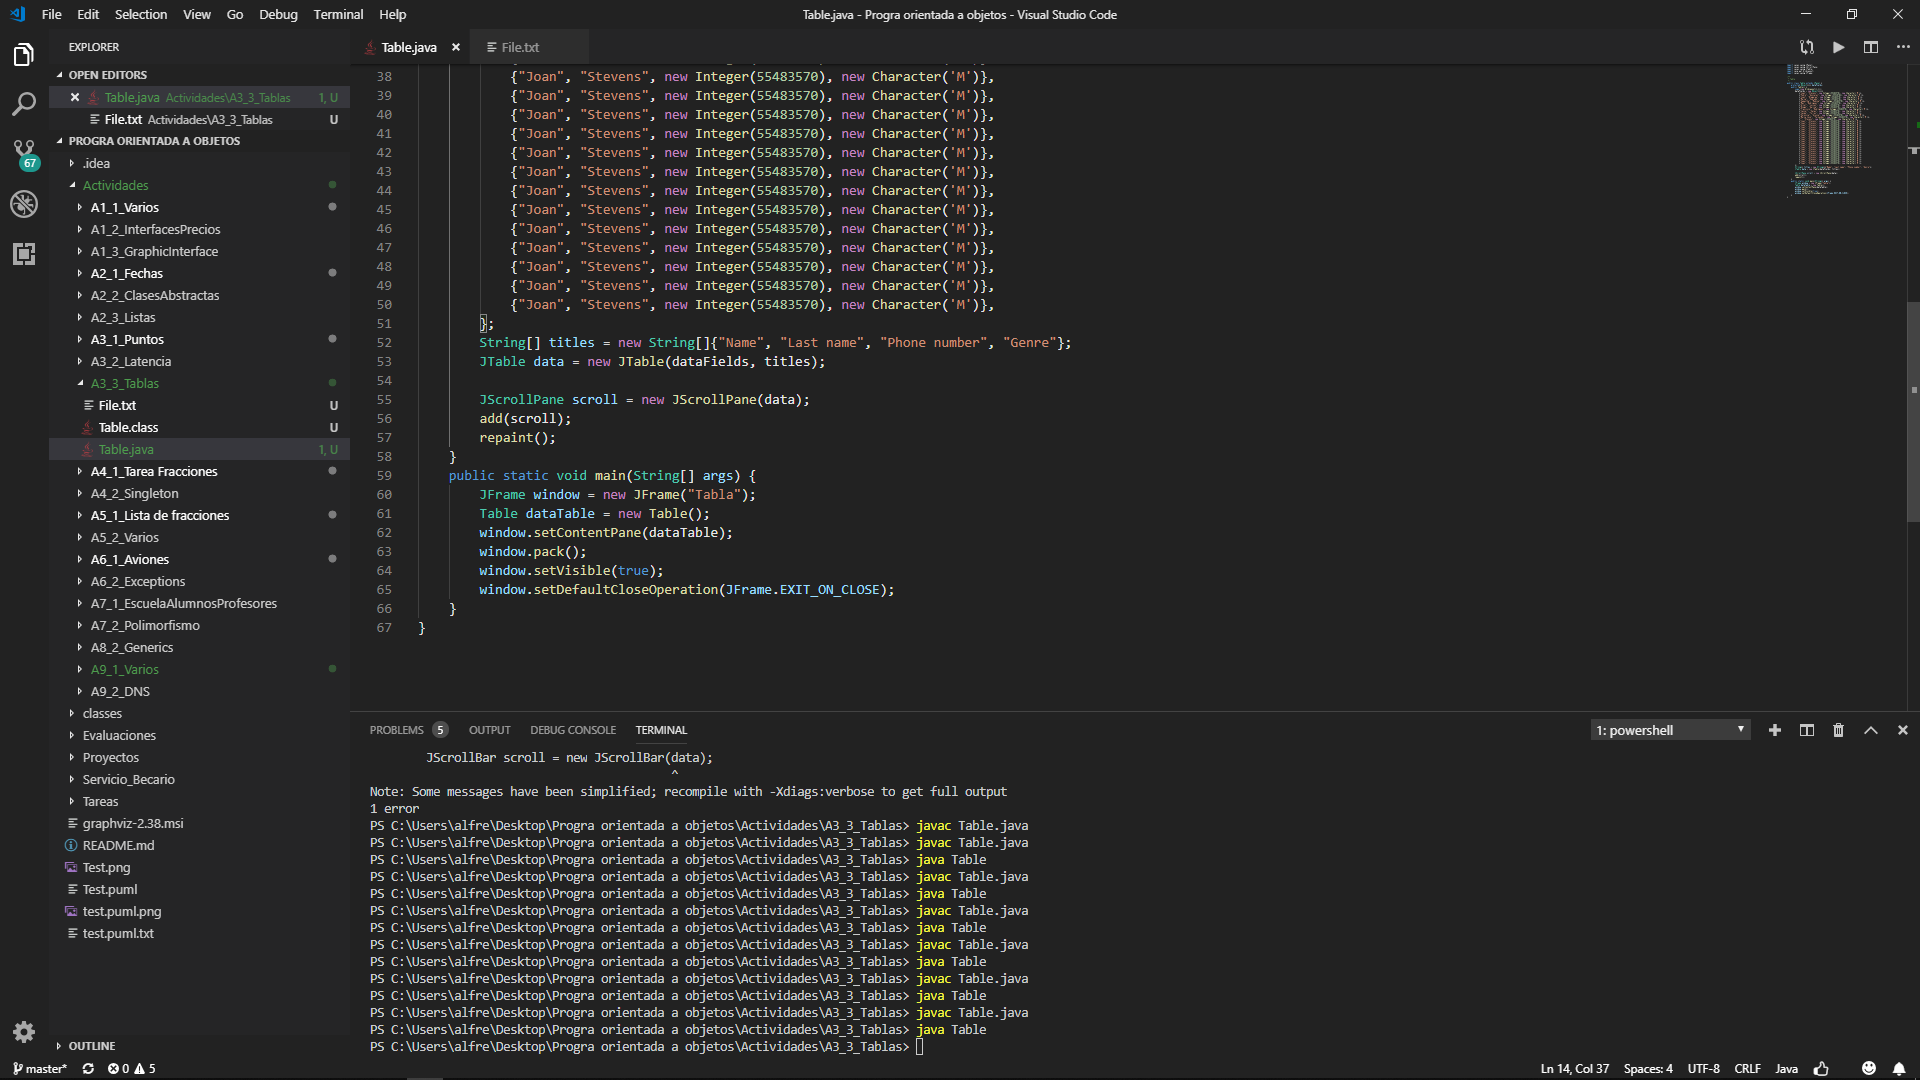 File Edit Selection View Go Debug Terminal Help
Table.java - Progra orientada a objetos - Visual Studio Code
EXPLORER
OPEN EDITORS
Table.java Actividades\A3_3_Tablas 1, U
File.txt Actividades\A3_3_Tablas U
PROGRA ORIENTADA A OBJETOS
.idea
Actividades
A1_1_Varios
A1_2_InterfacesPrecios
A1_3_GraphicInterface
A2_1_Fechas
A2_2_ClasesAbstractas
A2_3_Listas
A3_1_Puntos
A3_2_Latencia
A3_3_Tablas
File.txt U
Table.class U
Table.java 1, U
A4_1_Tarea Fracciones
A4_2_Singleton
A5_1_Lista de fracciones
A5_2_Varios
A6_1_Aviones
A6_2_Exceptions
A7_1_EscuelaAlumnosProfesores
A7_2_Polimorfismo
A8_2_Generics
A9_1_Varios
A9_2_DNS
classes
Evaluaciones
Proyectos
Servicio_Becario
Tareas
graphviz-2.38.msi
README.md
Test.png
Test.puml
test.puml.png
test.puml.txt
OUTLINE
67
Table.java
File.txt
38 {"Joan", "Stevens", new Integer(55483570), new Character('M')},
39 {"Joan", "Stevens", new Integer(55483570), new Character('M')},
40 {"Joan", "Stevens", new Integer(55483570), new Character('M')},
41 {"Joan", "Stevens", new Integer(55483570), new Character('M')},
42 {"Joan", "Stevens", new Integer(55483570), new Character('M')},
43 {"Joan", "Stevens", new Integer(55483570), new Character('M')},
44 {"Joan", "Stevens", new Integer(55483570), new Character('M')},
45 {"Joan", "Stevens", new Integer(55483570), new Character('M')},
46 {"Joan", "Stevens", new Integer(55483570), new Character('M')},
47 {"Joan", "Stevens", new Integer(55483570), new Character('M')},
48 {"Joan", "Stevens", new Integer(55483570), new Character('M')},
49 {"Joan", "Stevens", new Integer(55483570), new Character('M')},
50 {"Joan", "Stevens", new Integer(55483570), new Character('M')},
51 };
52 String[] titles = new String[]{"Name", "Last name", "Phone number", "Genre"};
53 JTable data = new JTable(dataFields, titles);
54
55 JScrollPane scroll = new JScrollPane(data);
56 add(scroll);
57 repaint();
58 }
59 public static void main(String[] args) {
60 JFrame window = new JFrame("Tabla");
61 Table dataTable = new Table();
62 window.setContentPane(dataTable);
63 window.pack();
64 window.setVisible(true);
65 window.setDefaultCloseOperation(JFrame.EXIT_ON_CLOSE);
66 }
67 }
PROBLEMS 5 OUTPUT DEBUG CONSOLE TERMINAL
1: powershell
JScrollBar scroll = new JScrollBar(data);
^
Note: Some messages have been simplified; recompile with -Xdiags:verbose to get full output
1 error
PS C:\Users\alfre\Desktop\Progra orientada a objetos\Actividades\A3_3_Tablas> javac Table.java
PS C:\Users\alfre\Desktop\Progra orientada a objetos\Actividades\A3_3_Tablas> javac Table.java
PS C:\Users\alfre\Desktop\Progra orientada a objetos\Actividades\A3_3_Tablas> java Table
PS C:\Users\alfre\Desktop\Progra orientada a objetos\Actividades\A3_3_Tablas> javac Table.java
PS C:\Users\alfre\Desktop\Progra orientada a objetos\Actividades\A3_3_Tablas> java Table
PS C:\Users\alfre\Desktop\Progra orientada a objetos\Actividades\A3_3_Tablas> javac Table.java
PS C:\Users\alfre\Desktop\Progra orientada a objetos\Actividades\A3_3_Tablas> java Table
PS C:\Users\alfre\Desktop\Progra orientada a objetos\Actividades\A3_3_Tablas> javac Table.java
PS C:\Users\alfre\Desktop\Progra orientada a objetos\Actividades\A3_3_Tablas> java Table
PS C:\Users\alfre\Desktop\Progra orientada a objetos\Actividades\A3_3_Tablas> javac Table.java
PS C:\Users\alfre\Desktop\Progra orientada a objetos\Actividades\A3_3_Tablas> java Table
PS C:\Users\alfre\Desktop\Progra orientada a objetos\Actividades\A3_3_Tablas> javac Table.java
PS C:\Users\alfre\Desktop\Progra orientada a objetos\Actividades\A3_3_Tablas> java Table
PS C:\Users\alfre\Desktop\Progra orientada a objetos\Actividades\A3_3_Tablas>
master* 0 5
Ln 14, Col 37 Spaces: 4 UTF-8 CRLF Java